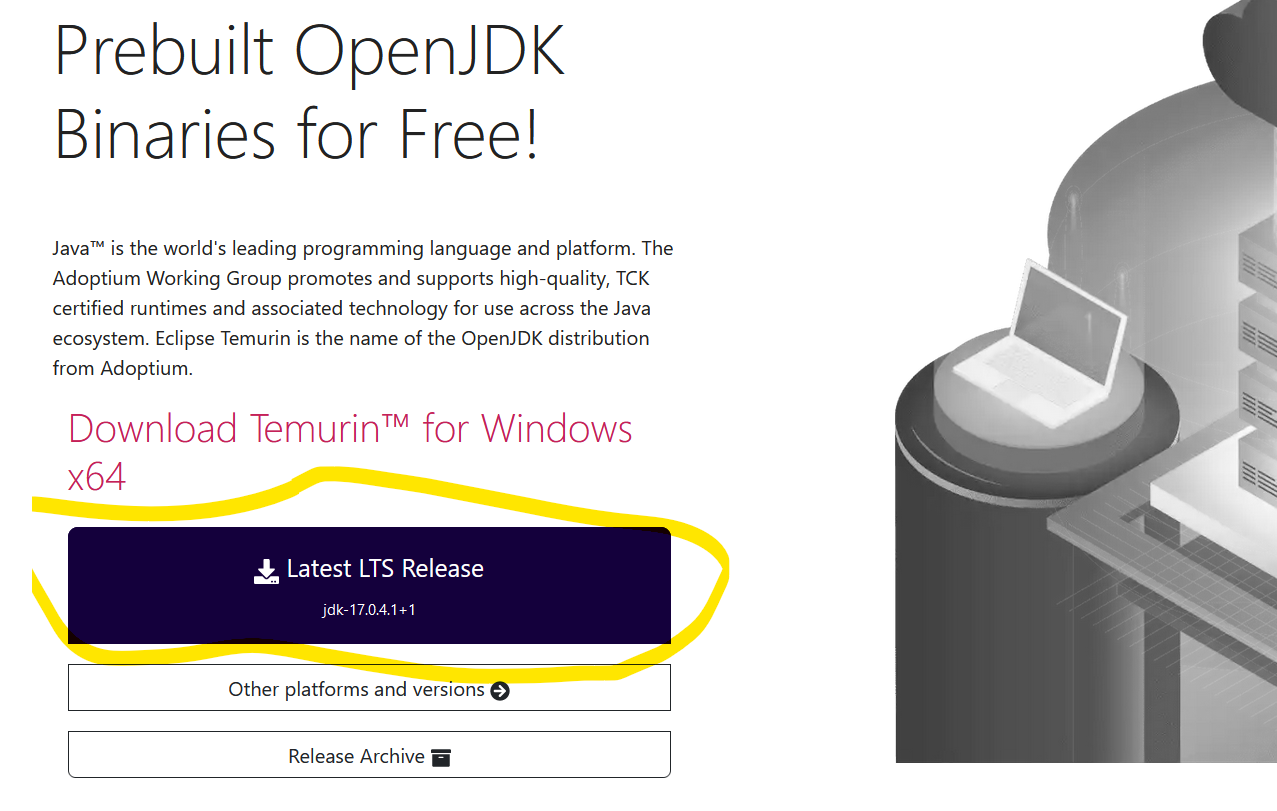 Prebuilt OpenJDK
Binaries for Free!
Java™ is the world's leading programming language and platform. The
Adoptium Working Group promotes and supports high-quality, TCK
certified runtimes and associated technology for use across the Java
ecosystem. Eclipse Temurin is the name of the OpenJDK distribution
from Adoptium.
Download Temurin™ for Windows
x64
Latest LTS Release
jdk-17.0.4.1+1
Other platforms and versions
Release Archive